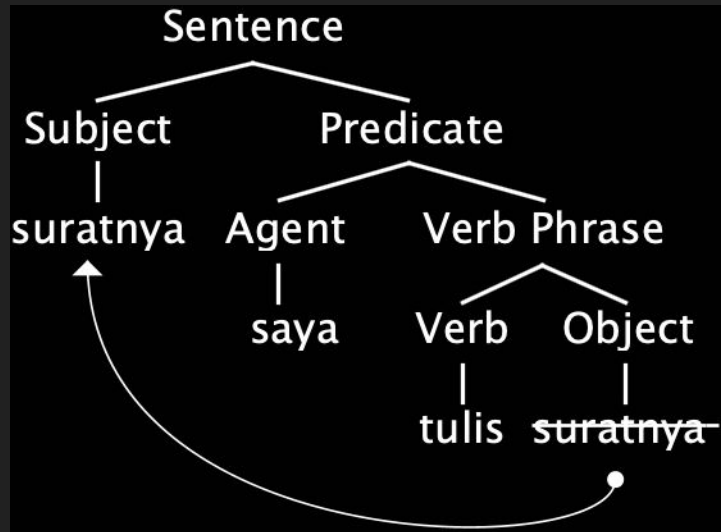 Sentence
Subject Predicate
suratnya Agent Verb Phrase
saya Verb Object
tulis suratnya